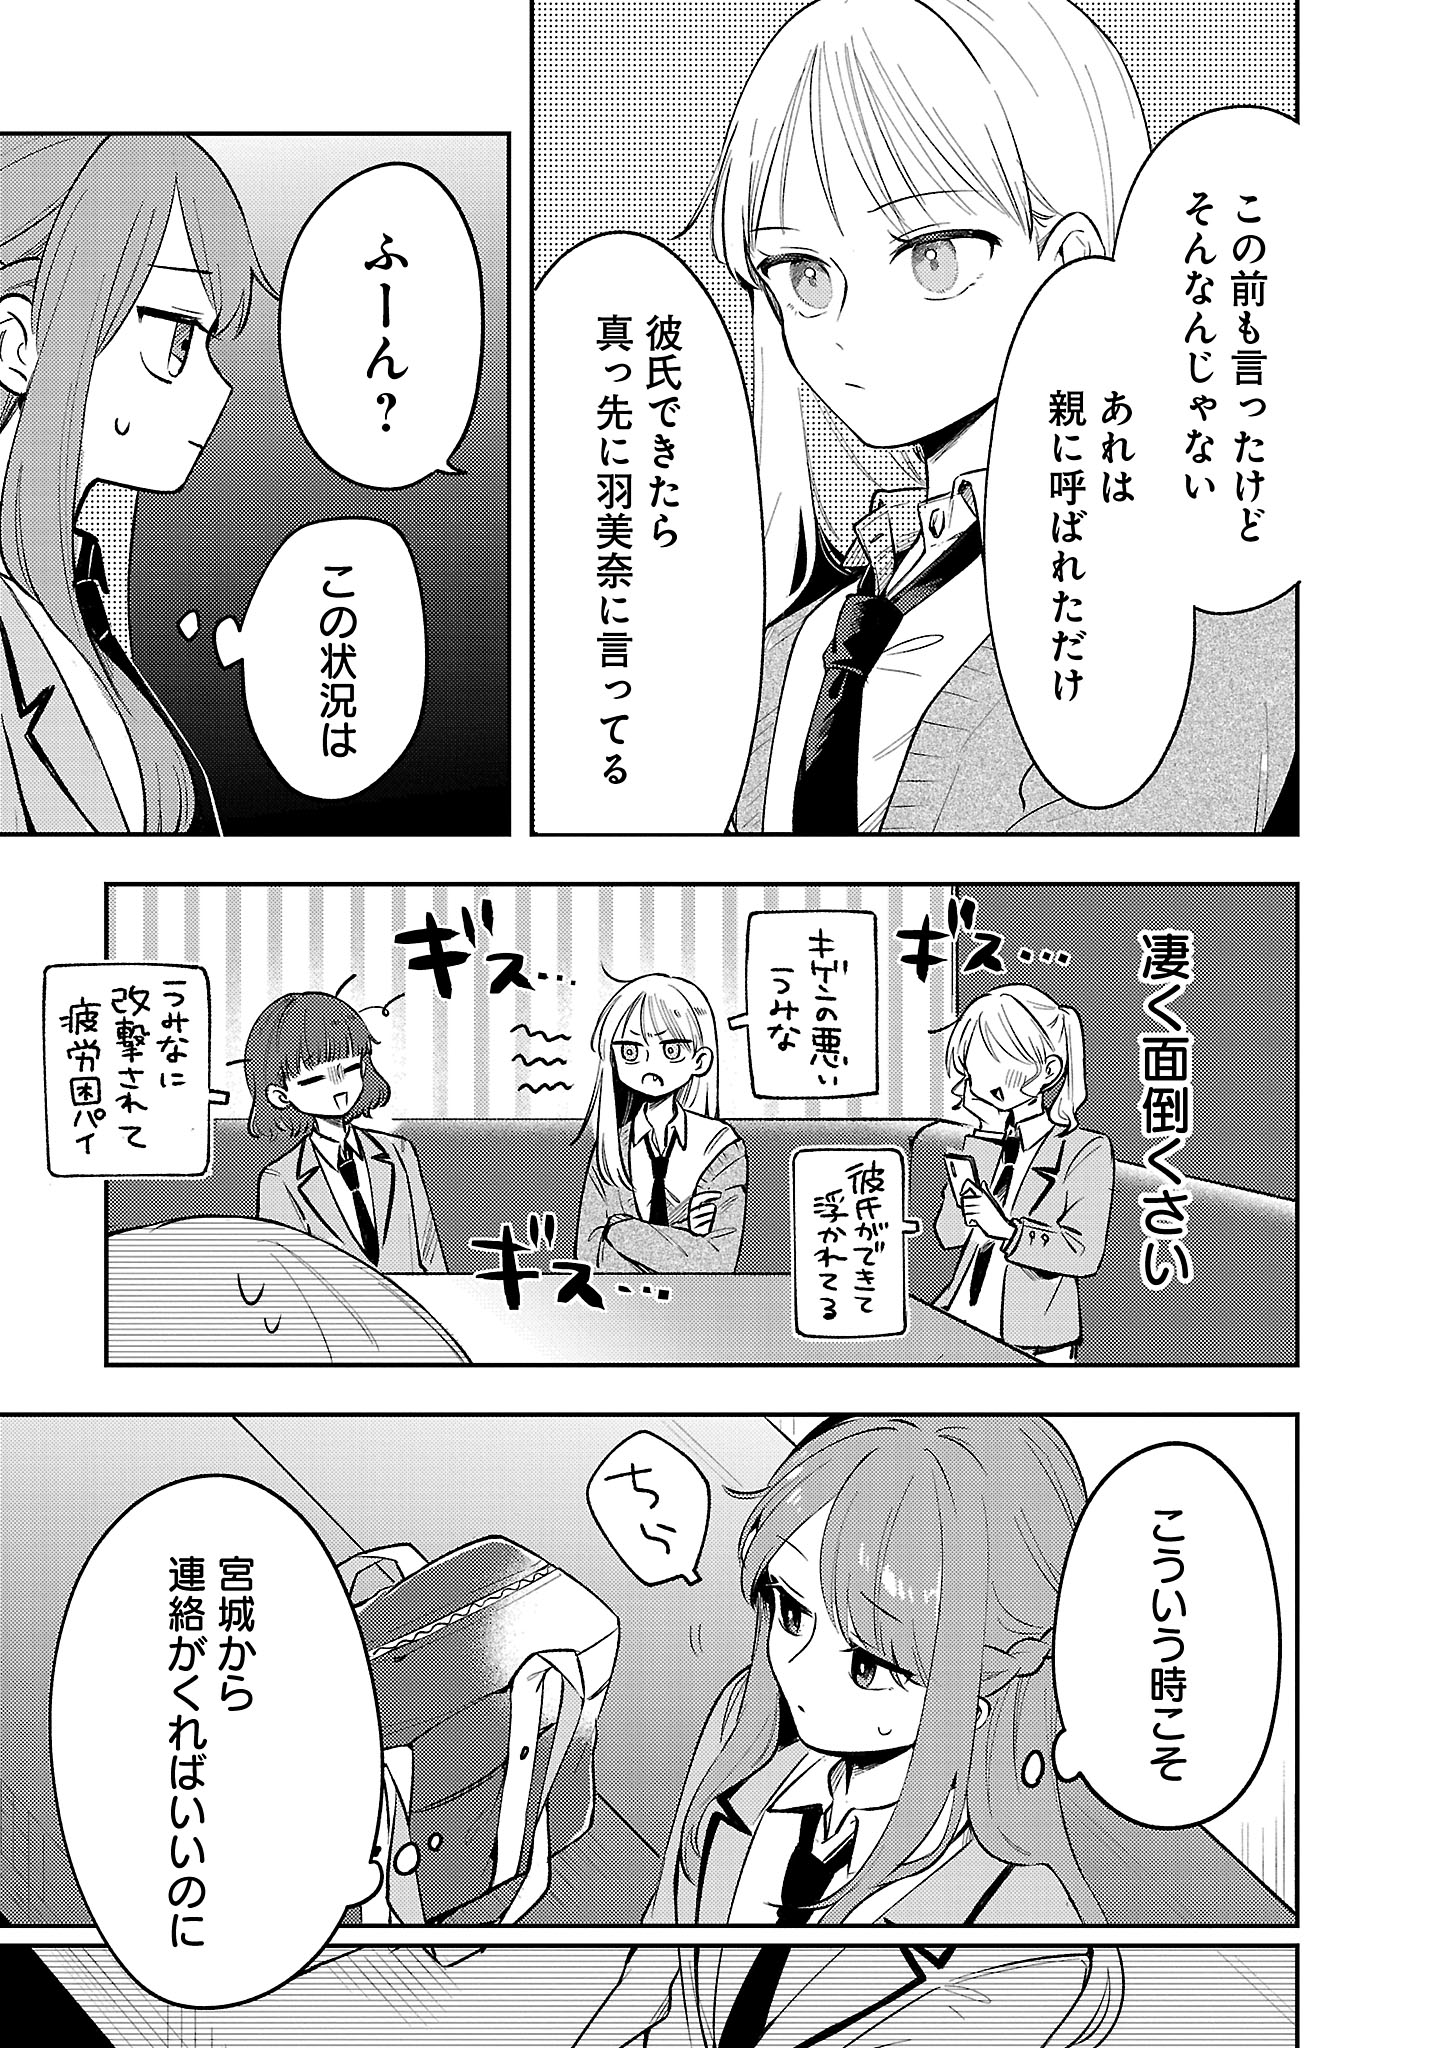 この前も言ったけど
そんなんじゃない
あれは
親に呼ばれただけ
彼氏できたら
真っ先に羽美奈に言ってる
ふーん？
この状況は
凄く面倒くさい
ギス…
キゲンの悪い
うみな
彼氏ができて
浮かれてる
ギス…
ギス…
うみなに
攻撃されて
疲労困パイ
こういう時こそ
ちら
宮城から
連絡がくればいいのに